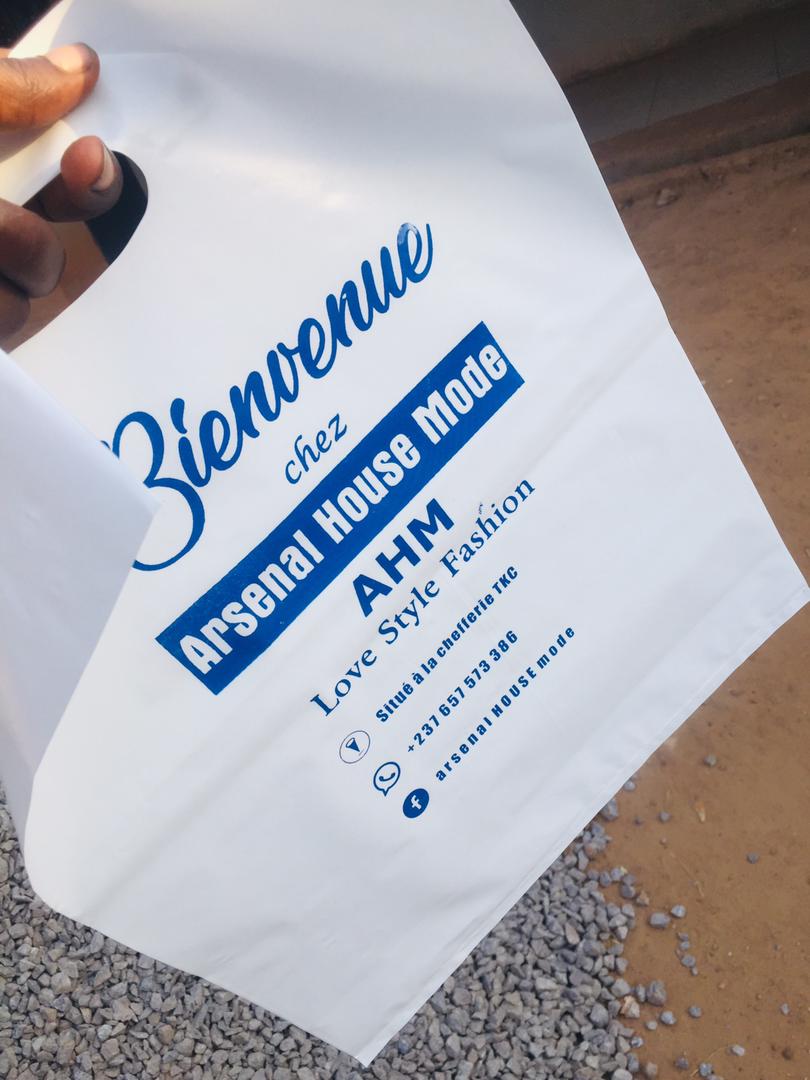 Bienvenue
chez
Arsenal House Mode
AHM
Love Style Fashion
Situé à la chefferie TKC
+237 657 573 386
arsenal HOUSE mode